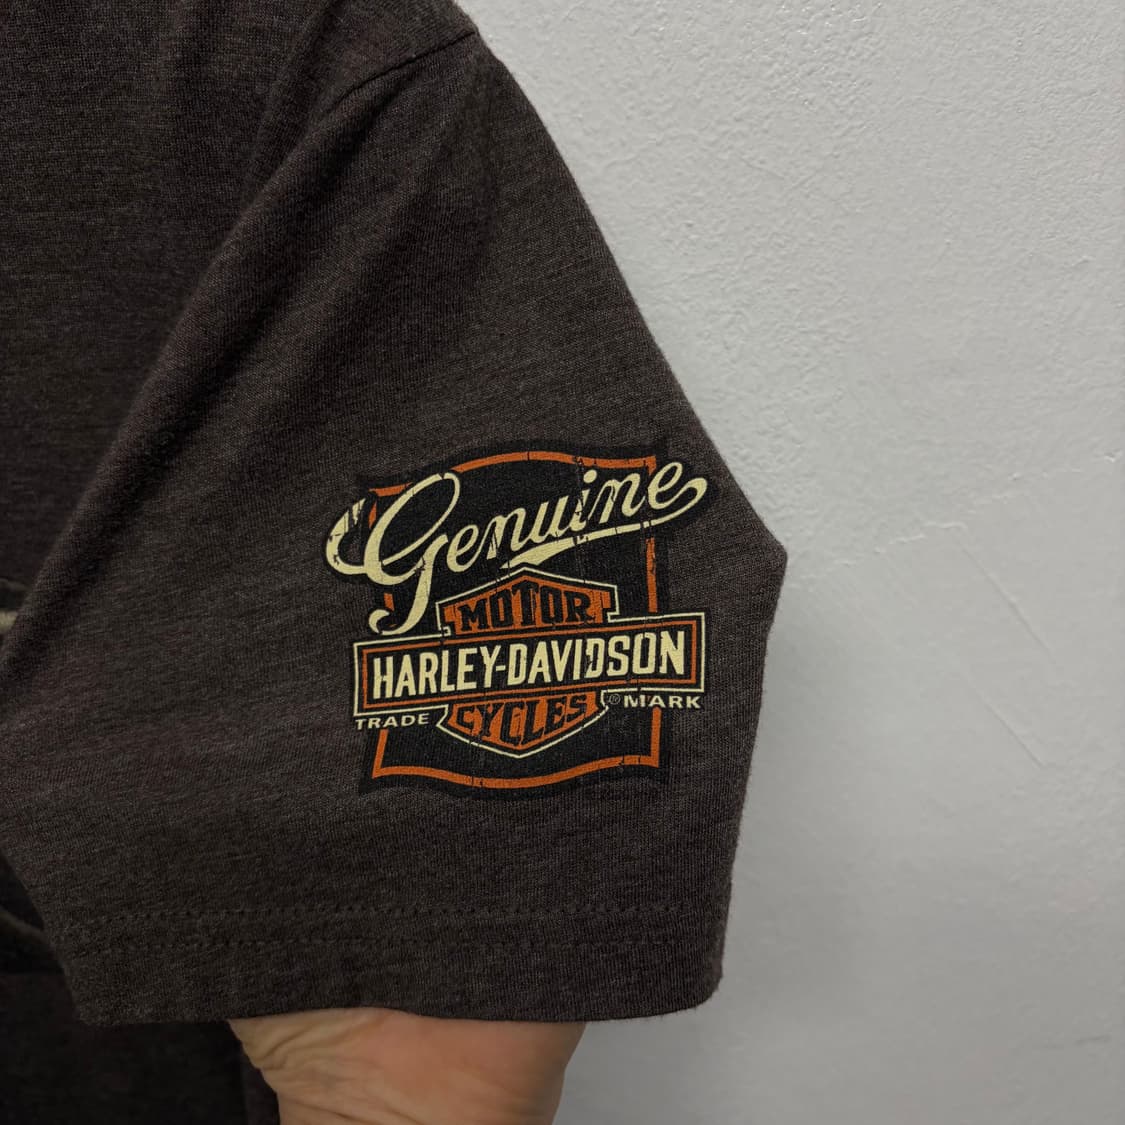 Genuine
MOTOR
HARLEY-DAVIDSON
TRADE CYCLES ® MARK